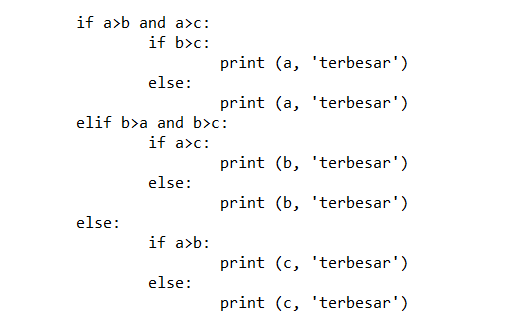 if a>b and a>c:
        if b>c:
                print (a, 'terbesar')
        else:
                print (a, 'terbesar')
elif b>a and b>c:
        if a>c:
                print (b, 'terbesar')
        else:
                print (b, 'terbesar')
else:
        if a>b:
                print (c, 'terbesar')
        else:
                print (c, 'terbesar')